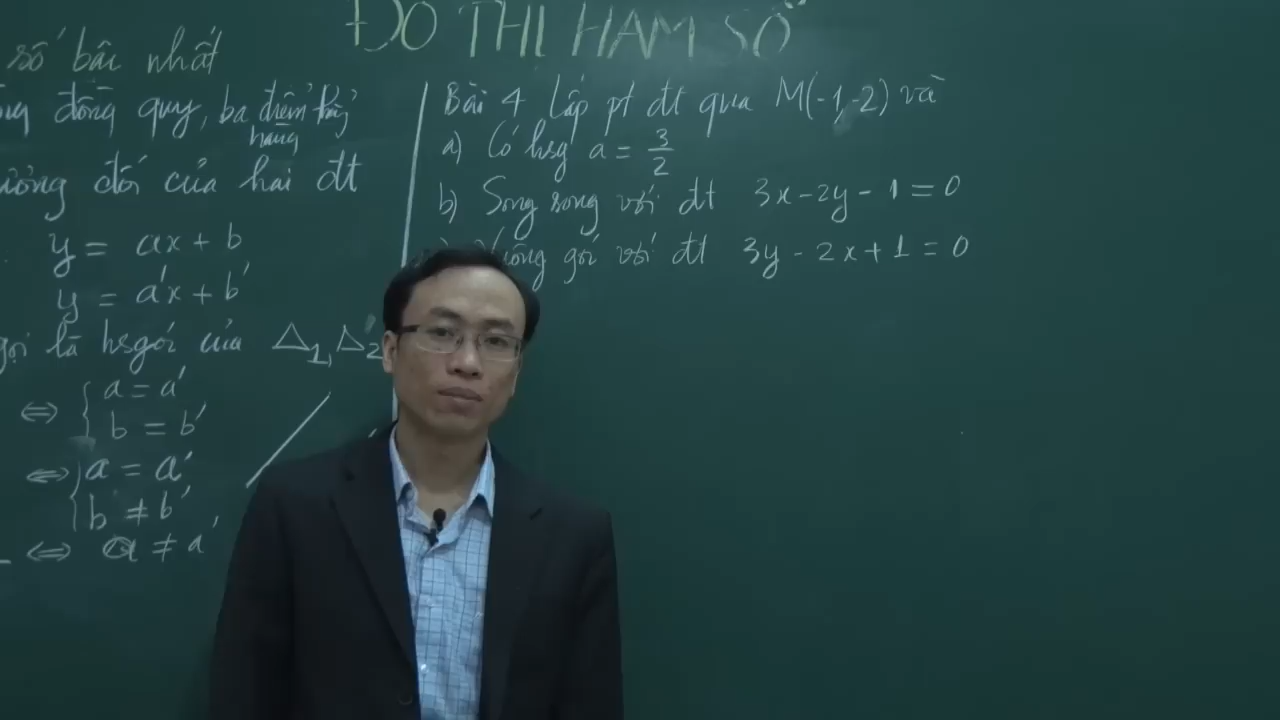 ĐỒ THỊ HÀM SỐ
số bậc nhất
đồng quy, ba điểm thẳng
hàng
đối của hai đt
y = ax + b
y = a'x + b'
gọi là hsgóc của Δ1, Δ2
⇔ { a = a'
b = b'
⇔ { a = a'
b ≠ b'
⇔ a ≠ a'
Bài 4 Lập pt đt qua M(-1,-2) và
a) Có hsg a = 3/2
b) Song song với đt 3x - 2y - 1 = 0
góc với đt 3y - 2x + 1 = 0